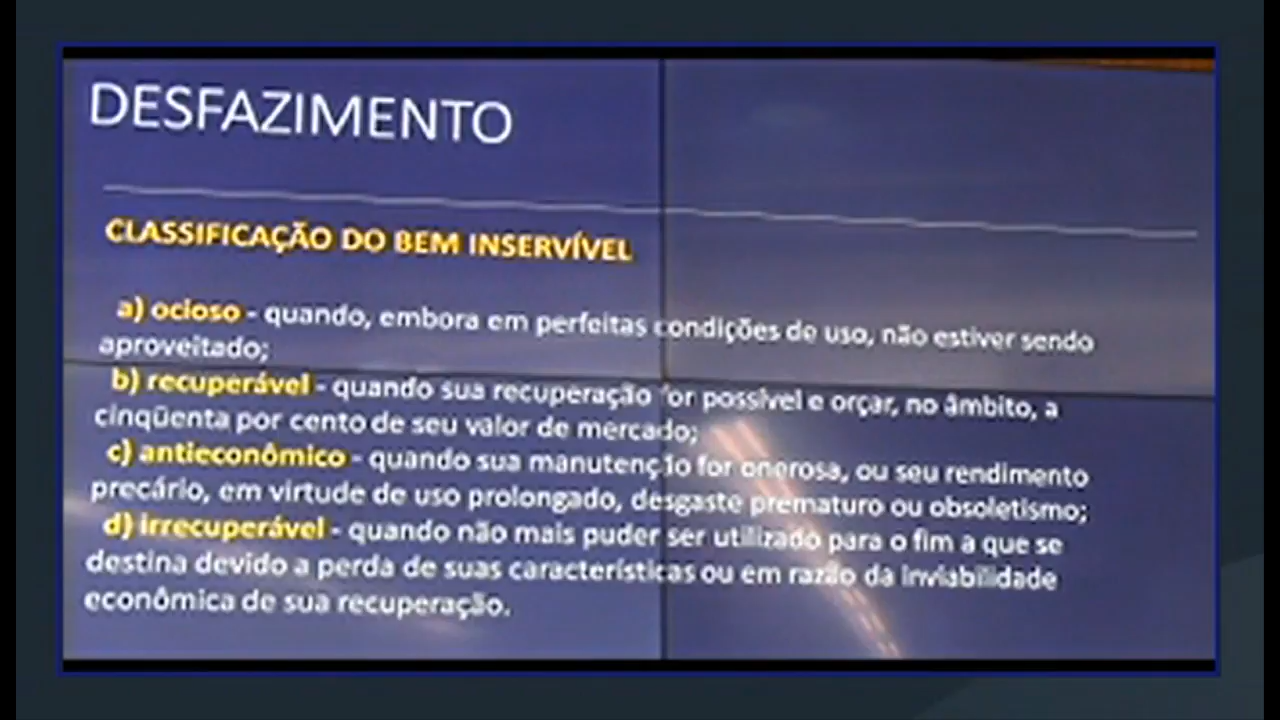 DESFAZIMENTO
CLASSIFICAÇÃO DO BEM INSERVÍVEL
a) ocioso - quando, embora em perfeitas condições de uso, não estiver sendo
aproveitado;
b) recuperável - quando sua recuperação for possível e orçar, no âmbito, a
cinqüenta por cento de seu valor de mercado;
c) antieconômico - quando sua manutenção for onerosa, ou seu rendimento
precário, em virtude de uso prolongado, desgaste prematuro ou obsoletismo;
d) irrecuperável - quando não mais puder ser utilizado para o fim a que se
destina devido a perda de suas características ou em razão da inviabilidade
econômica de sua recuperação.